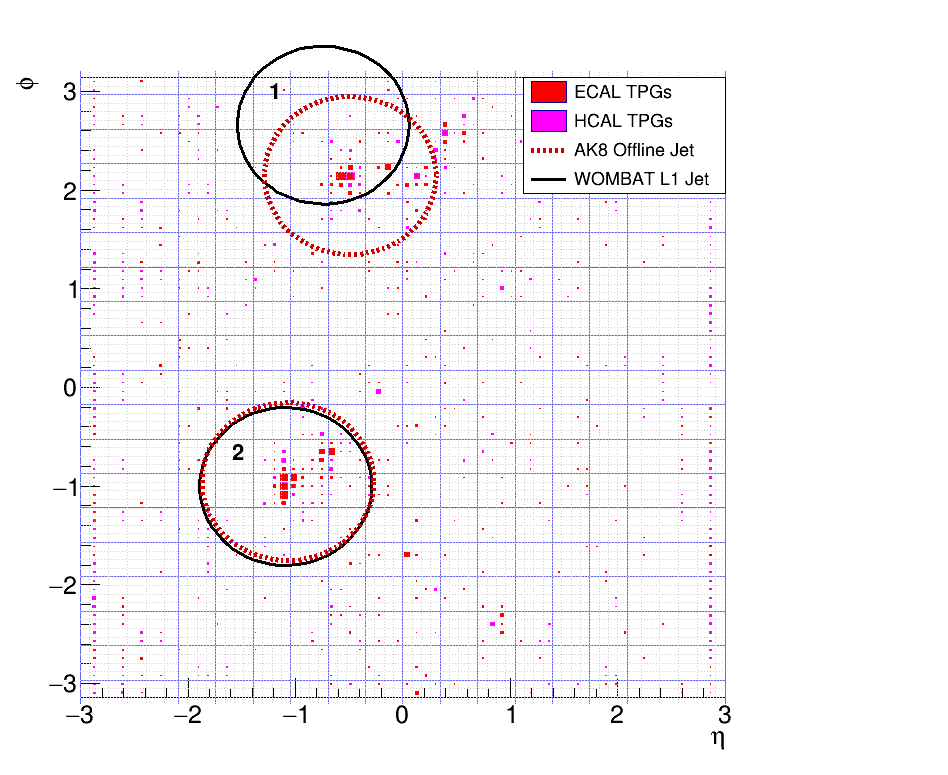 ϕ
3
2
1
0
−1
−2
−3
1
2
ECAL TPGs
HCAL TPGs
AK8 Offline Jet
WOMBAT L1 Jet
−3 −2 −1 0 1 2 3
η